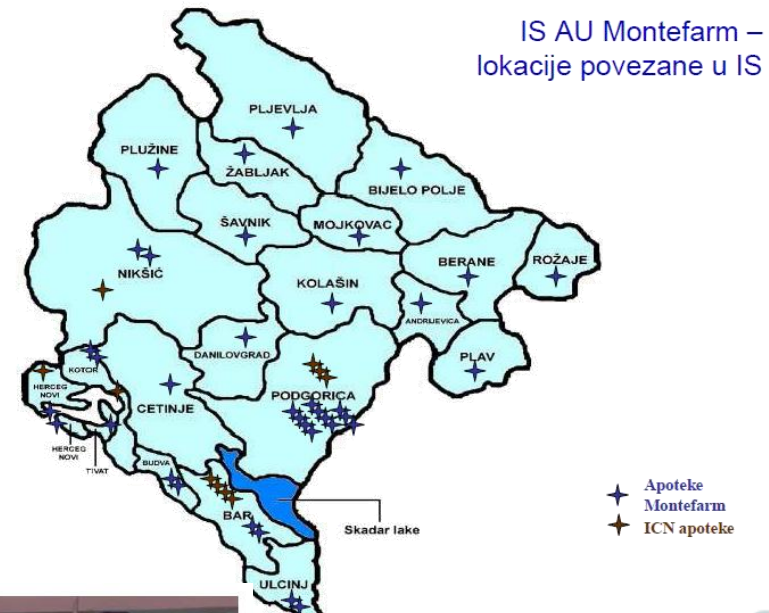 IS AU Montefarm –
lokacije povezane u IS
PLJEVLJA
PLUŽINE
ŽABLJAK
BIJELO POLJE
ŠAVNIK
MOJKOVAC
NIKŠIĆ
BERANE
ROŽAJE
KOLAŠIN
ANDRIJEVICA
DANILOVGRAD
PLAV
KOTOR
HERCEG
NOVI
CETINJE
PODGORICA
HERCEG
NOVI
TIVAT
BUDVA
BAR
Skadar lake
ULCINJ
Apoteke
Montefarm
ICN apoteke